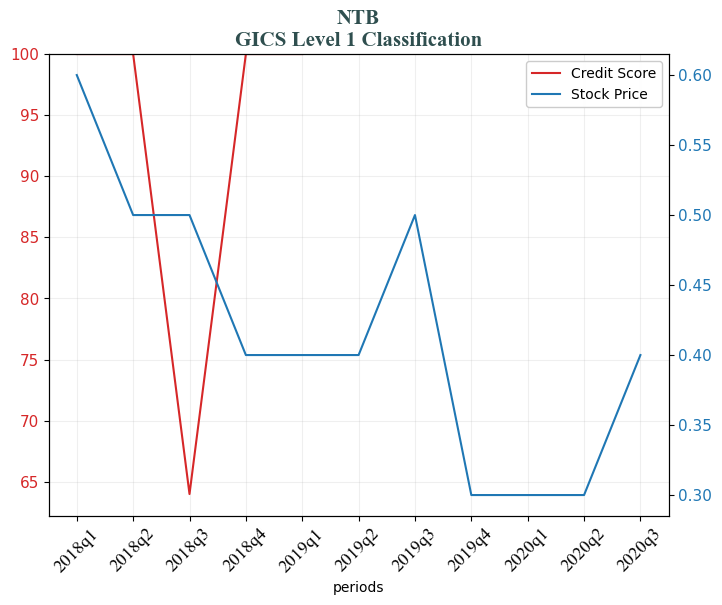 NTB
GICS Level 1 Classification
100
95
90
85
80
75
70
65
0.60
0.55
0.50
0.45
0.40
0.35
0.30
Credit Score
Stock Price
2018q1
2018q2
2018q3
2018q4
2019q1
2019q2
2019q3
2019q4
2020q1
2020q2
2020q3
periods